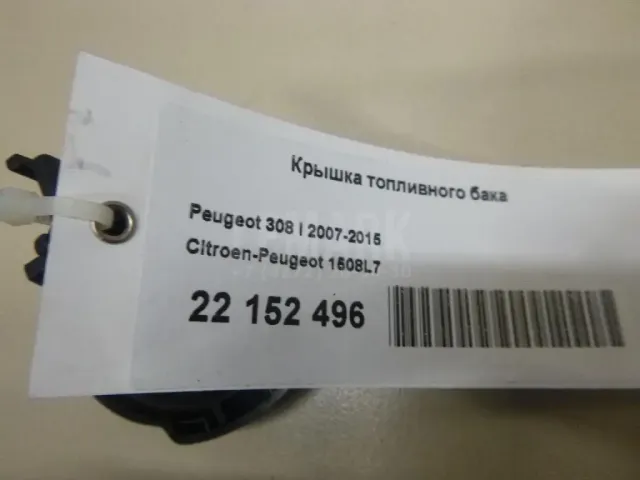 Крышка топливного бака
Peugeot 308 I 2007-2015
Citroen-Peugeot 1508L7
22 152 496